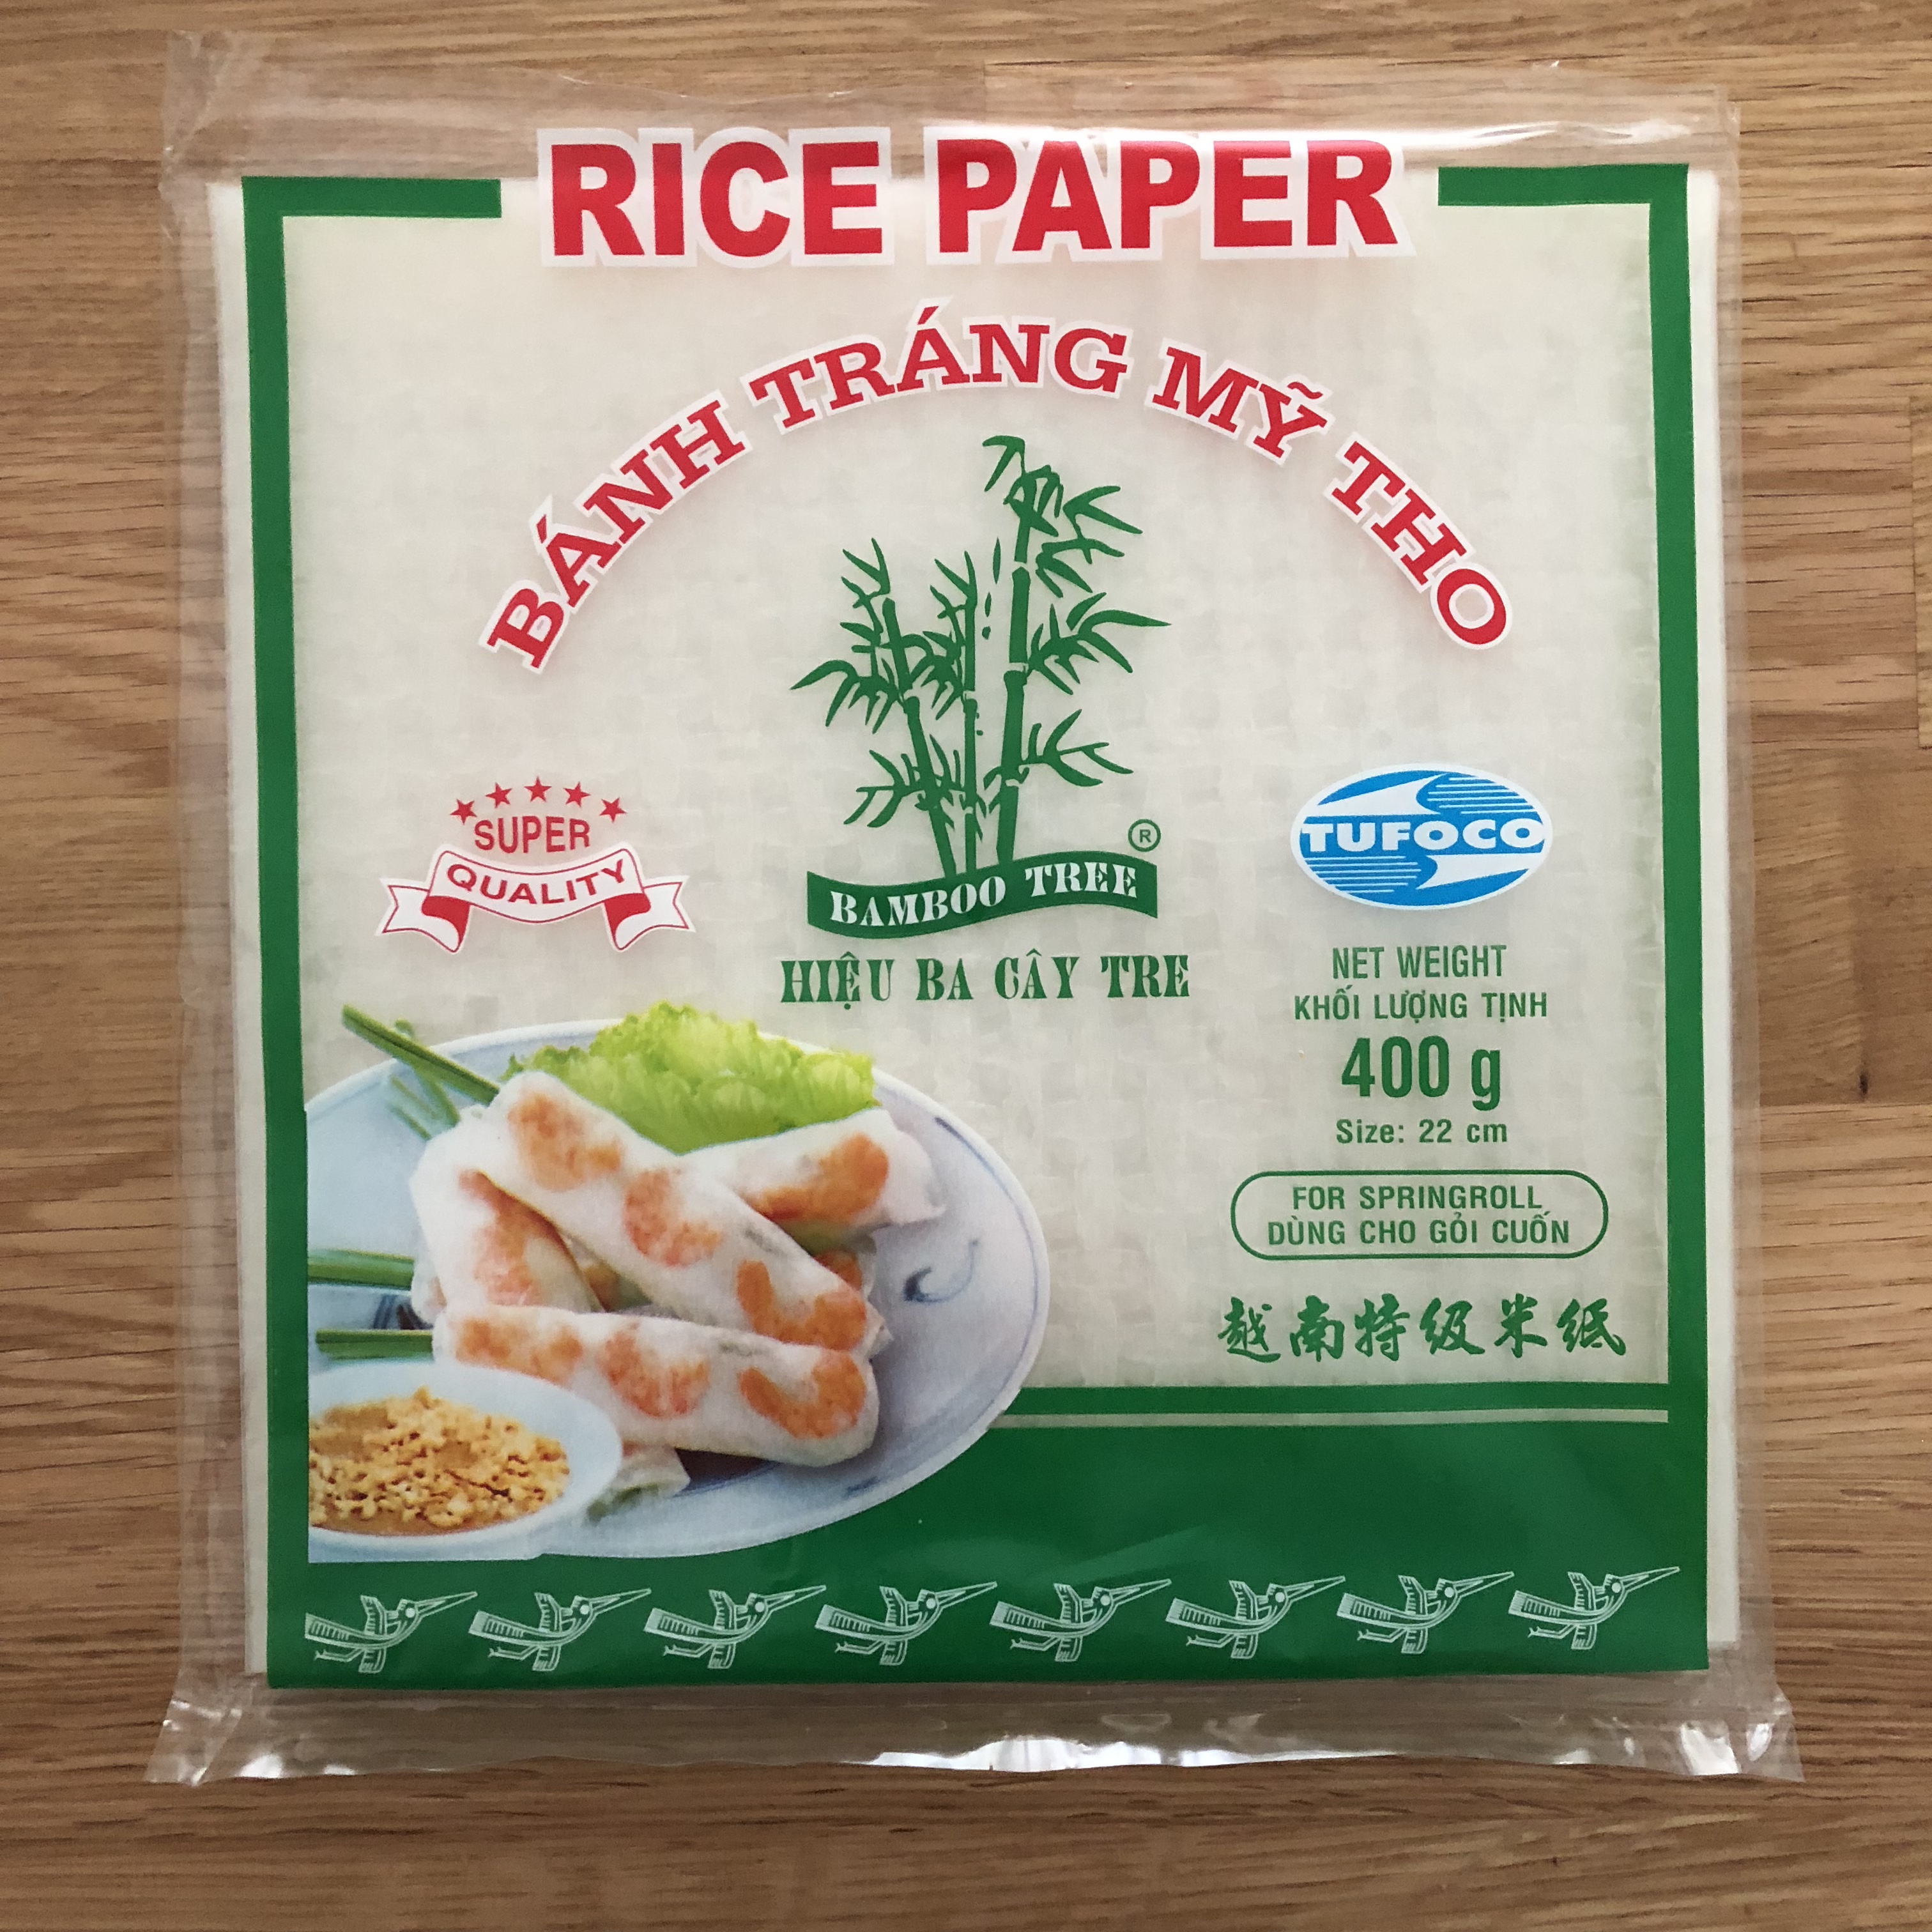 RICE PAPER
BÁNH TRÁNG MỸ THO
SUPER
QUALITY
®
BAMBOO TREE
HIỆU BA CÂY TRE
TUFOCO
NET WEIGHT
KHỐI LƯỢNG TỊNH
400 g
Size: 22 cm
FOR SPRINGROLL
DÙNG CHO GỎI CUỐN
越南特级米纸